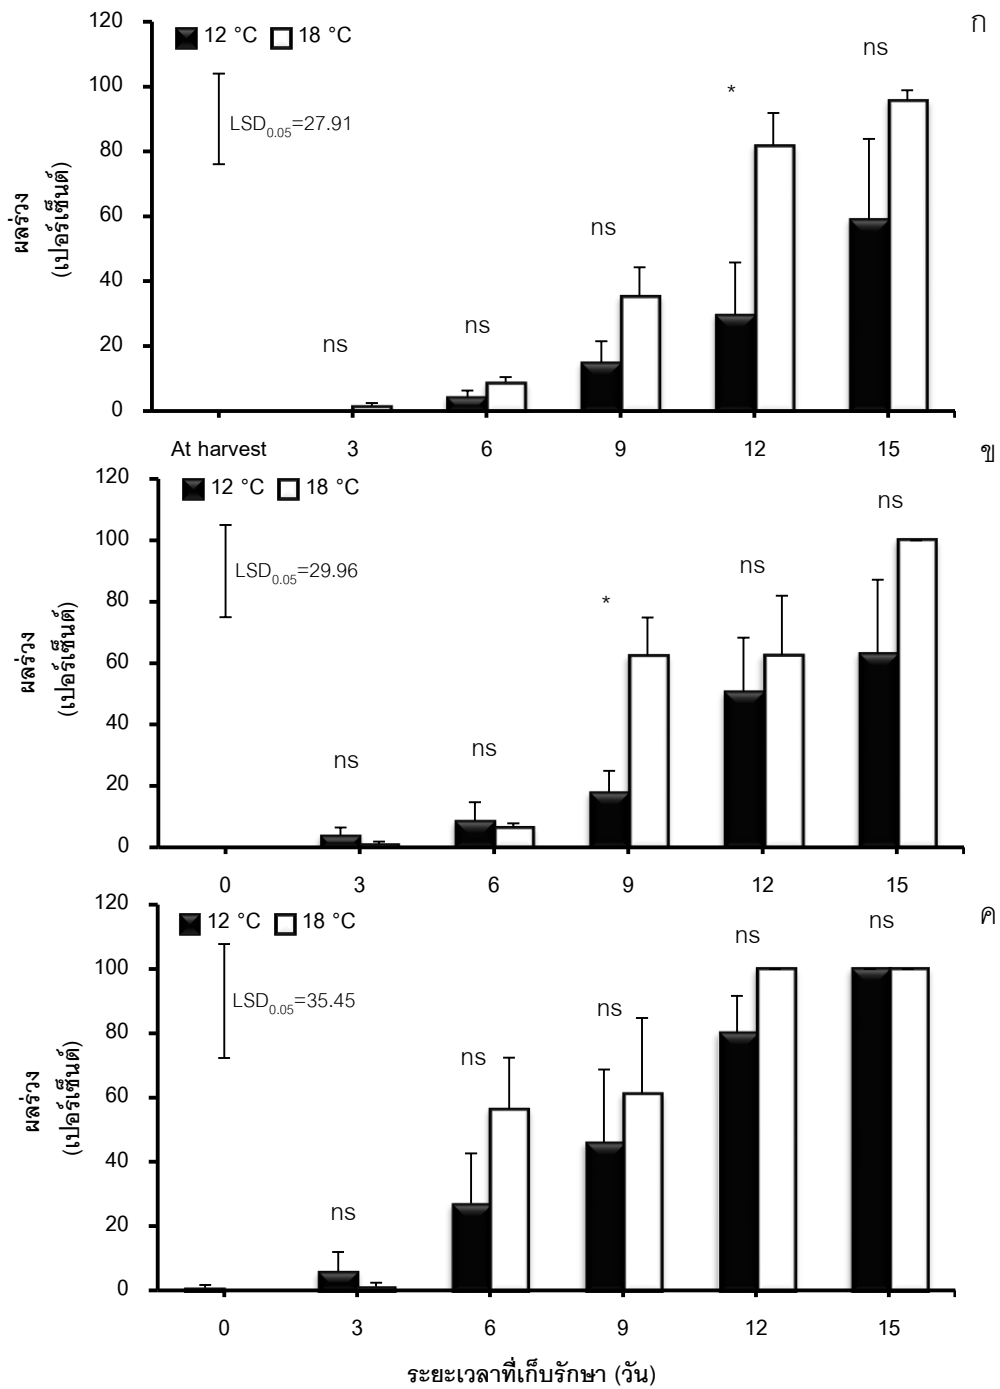 ก
12 °C 18 °C
120
100
80
60
40
20
0
ผลร่วง
(เปอร์เซ็นต์)
LSD0.05=27.91
ns
ns
ns
*
ns
At harvest 3 6 9 12 15
ข
12 °C 18 °C
120
100
80
60
40
20
0
ผลร่วง
(เปอร์เซ็นต์)
LSD0.05=29.96
ns
ns
*
ns
ns
0 3 6 9 12 15
ค
12 °C 18 °C
120
100
80
60
40
20
0
ผลร่วง
(เปอร์เซ็นต์)
LSD0.05=35.45
ns
ns
ns
ns
ns
0 3 6 9 12 15
ระยะเวลาที่เก็บรักษา (วัน)